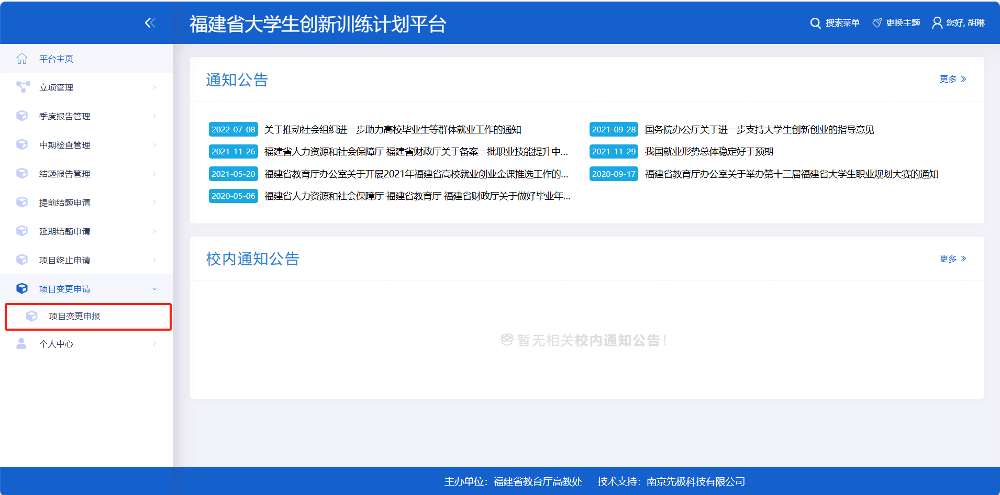 福建省大学生创新训练计划平台
搜索菜单
更换主题
您好, 胡琳
平台主页
立项管理
季度报告管理
中期检查管理
结题报告管理
提前结题申请
延期结题申请
项目终止申请
项目变更申请
项目变更申报
个人中心
通知公告
更多
2022-07-08 关于推动社会组织进一步助力高校毕业生等群体就业工作的通知
2021-09-28 国务院办公厅关于进一步支持大学生创新创业的指导意见
2021-11-26 福建省人力资源和社会保障厅 福建省财政厅关于备案一批职业技能提升中...
2021-11-29 我国就业形势总体稳定好于预期
2021-05-20 福建省教育厅办公室关于开展2021年福建省高校就业创业金课推选工作的...
2020-09-17 福建省教育厅办公室关于举办第十三届福建省大学生职业规划大赛的通知
2020-05-06 福建省人力资源和社会保障厅 福建省教育厅 福建省财政厅关于做好毕业年...
校内通知公告
更多
暂无相关校内通知公告!
主办单位：福建省教育厅高教处 技术支持：南京先极科技有限公司